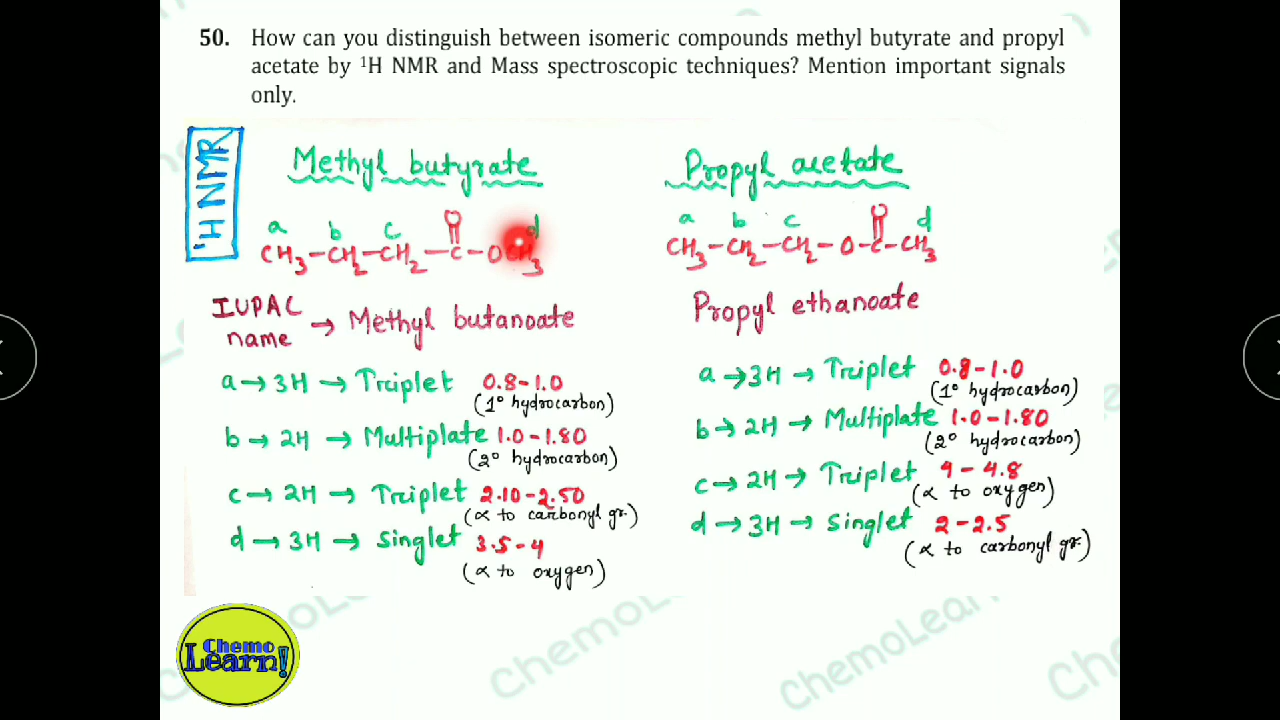 50. How can you distinguish between isomeric compounds methyl butyrate and propyl
acetate by ¹H NMR and Mass spectroscopic techniques? Mention important signals
only.
¹H NMR
Methyl butyrate
a b c d
CH₃-CH₂-CH₂-C-OCH₃
O
IUPAC
name → Methyl butanoate
a → 3H → Triplet 0.8-1.0
(1° hydrocarbon)
b → 2H → Multiplate 1.0-1.80
(2° hydrocarbon)
c → 2H → Triplet 2.10-2.50
(α to carbonyl gr.)
d → 3H → Singlet 3.5-4
(α to oxygen)
Propyl acetate
a b c d
O
CH₃-CH₂-CH₂-O-C-CH₃
Propyl ethanoate
a → 3H → Triplet 0.8-1.0
(1° hydrocarbon)
b → 2H → Multiplate 1.0-1.80
(2° hydrocarbon)
c → 2H → Triplet 4-4.8
(α to oxygen)
d → 3H → Singlet 2-2.5
(α to carbonyl gr.)
Chemo
Learn!
ChemoLearn
ChemoLearn